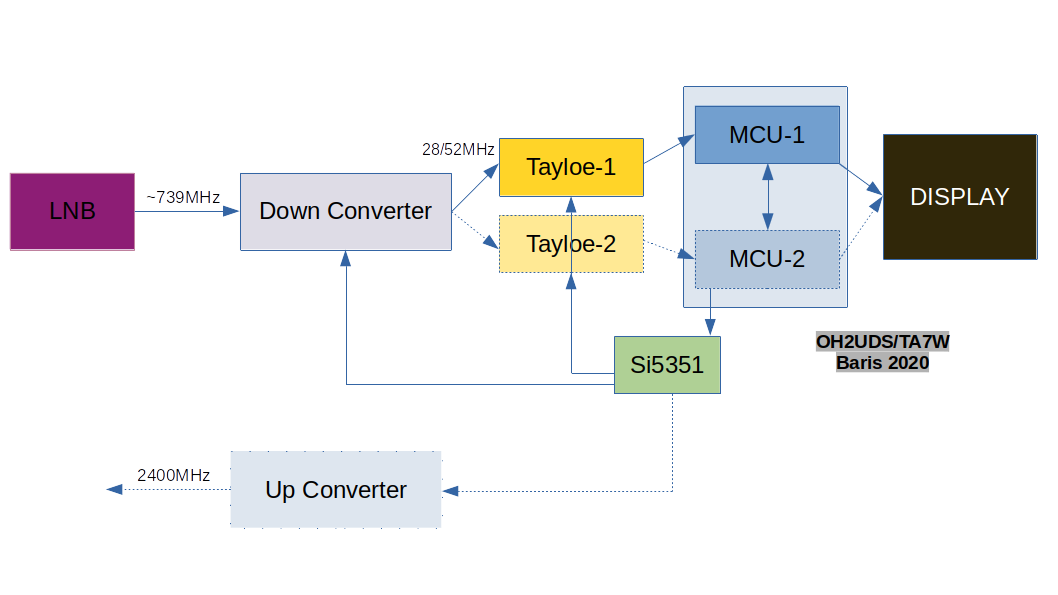 28/52MHz
Tayloe-1
MCU-1
LNB
~739MHz
Down Converter
Tayloe-2
MCU-2
DISPLAY
Si5351
OH2UDS/TA7W
Baris 2020
2400MHz
Up Converter